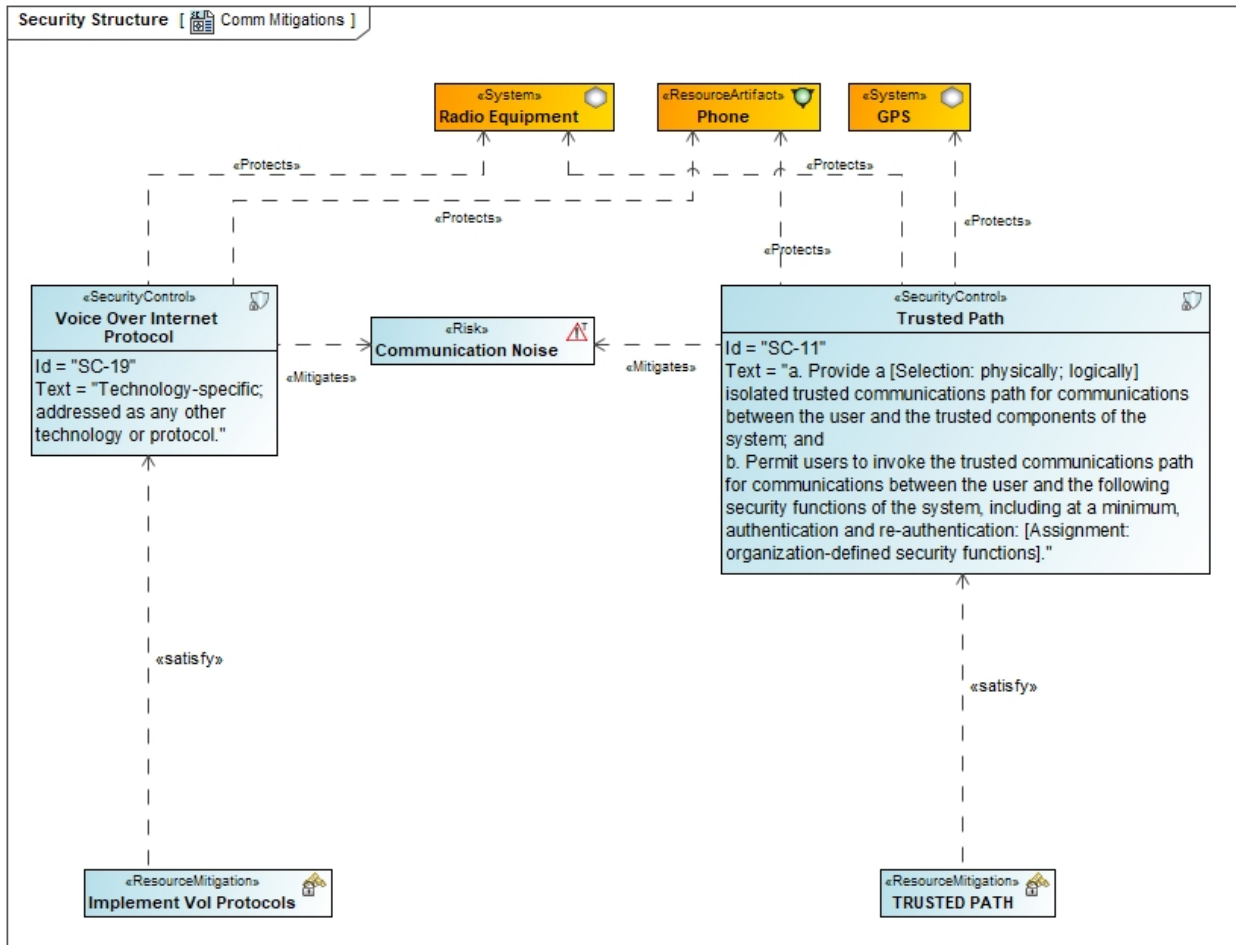 Security Structure [ Comm Mitigations ]
«System»
Radio Equipment
«ResourceArtifact»
Phone
«System»
GPS
«Protects»
«Protects»
«Protects»
«Protects»
«Protects»
«SecurityControl»
Voice Over Internet
Protocol
Id = "SC-19"
Text = "Technology-specific;
addressed as any other
technology or protocol."
«Mitigates»
«Risk»
Communication Noise
«Mitigates»
«SecurityControl»
Trusted Path
Id = "SC-11"
Text = "a. Provide a [Selection: physically; logically]
isolated trusted communications path for communications
between the user and the trusted components of the
system; and
b. Permit users to invoke the trusted communications path
for communications between the user and the following
security functions of the system, including at a minimum,
authentication and re-authentication: [Assignment:
organization-defined security functions]."
«satisfy»
«satisfy»
«ResourceMitigation»
Implement VoI Protocols
«ResourceMitigation»
TRUSTED PATH